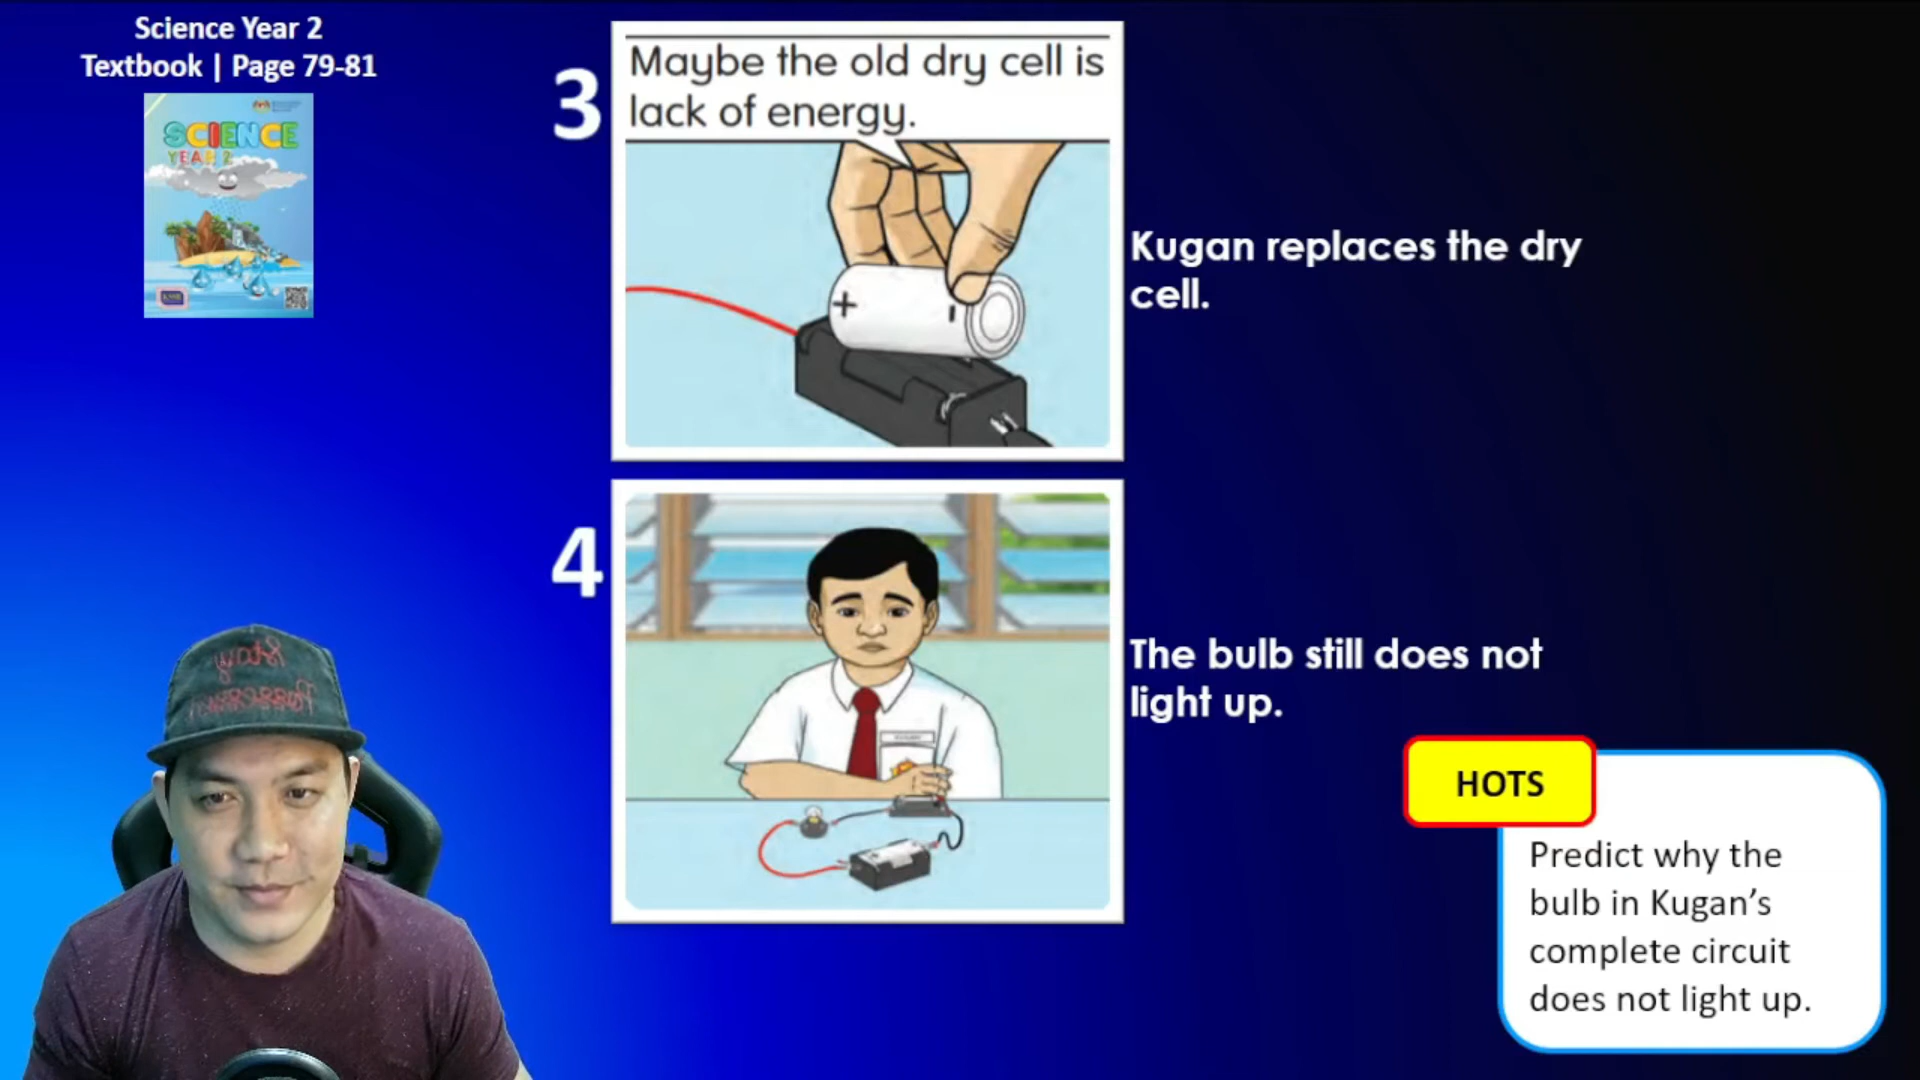 Science Year 2
Textbook | Page 79-81
SCIENCE
YEAR 2
3
Maybe the old dry cell is
lack of energy.
+ -
Kugan replaces the dry
cell.
4
The bulb still does not
light up.
HOTS
Predict why the
bulb in Kugan’s
complete circuit
does not light up.